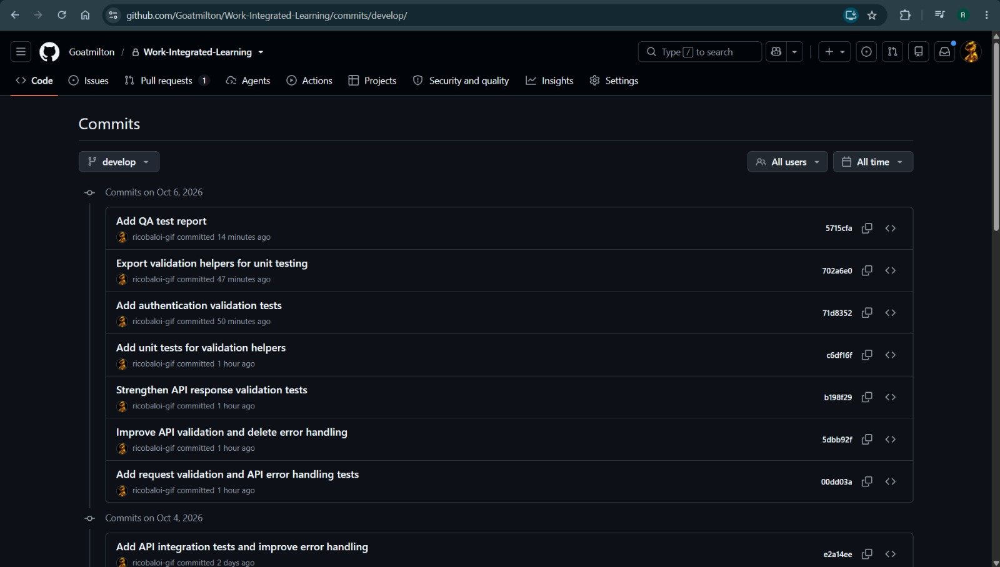 github.com/Goatmilton/Work-Integrated-Learning/commits/develop/
R
Goatmilton / Work-Integrated-Learning
Type / to search
Code Issues Pull requests 1 Agents Actions Projects Security and quality Insights Settings
Commits
develop All users All time
Commits on Oct 6, 2026
Add QA test report
ricobaloi-gif committed 14 minutes ago
5715cfa
Export validation helpers for unit testing
ricobaloi-gif committed 47 minutes ago
702a6e0
Add authentication validation tests
ricobaloi-gif committed 50 minutes ago
71d8352
Add unit tests for validation helpers
ricobaloi-gif committed 1 hour ago
c6df16f
Strengthen API response validation tests
ricobaloi-gif committed 1 hour ago
b198f29
Improve API validation and delete error handling
ricobaloi-gif committed 1 hour ago
5dbb92f
Add request validation and API error handling tests
ricobaloi-gif committed 1 hour ago
00dd03a
Commits on Oct 4, 2026
Add API integration tests and improve error handling
ricobaloi-gif committed 2 days ago
e2a14ee